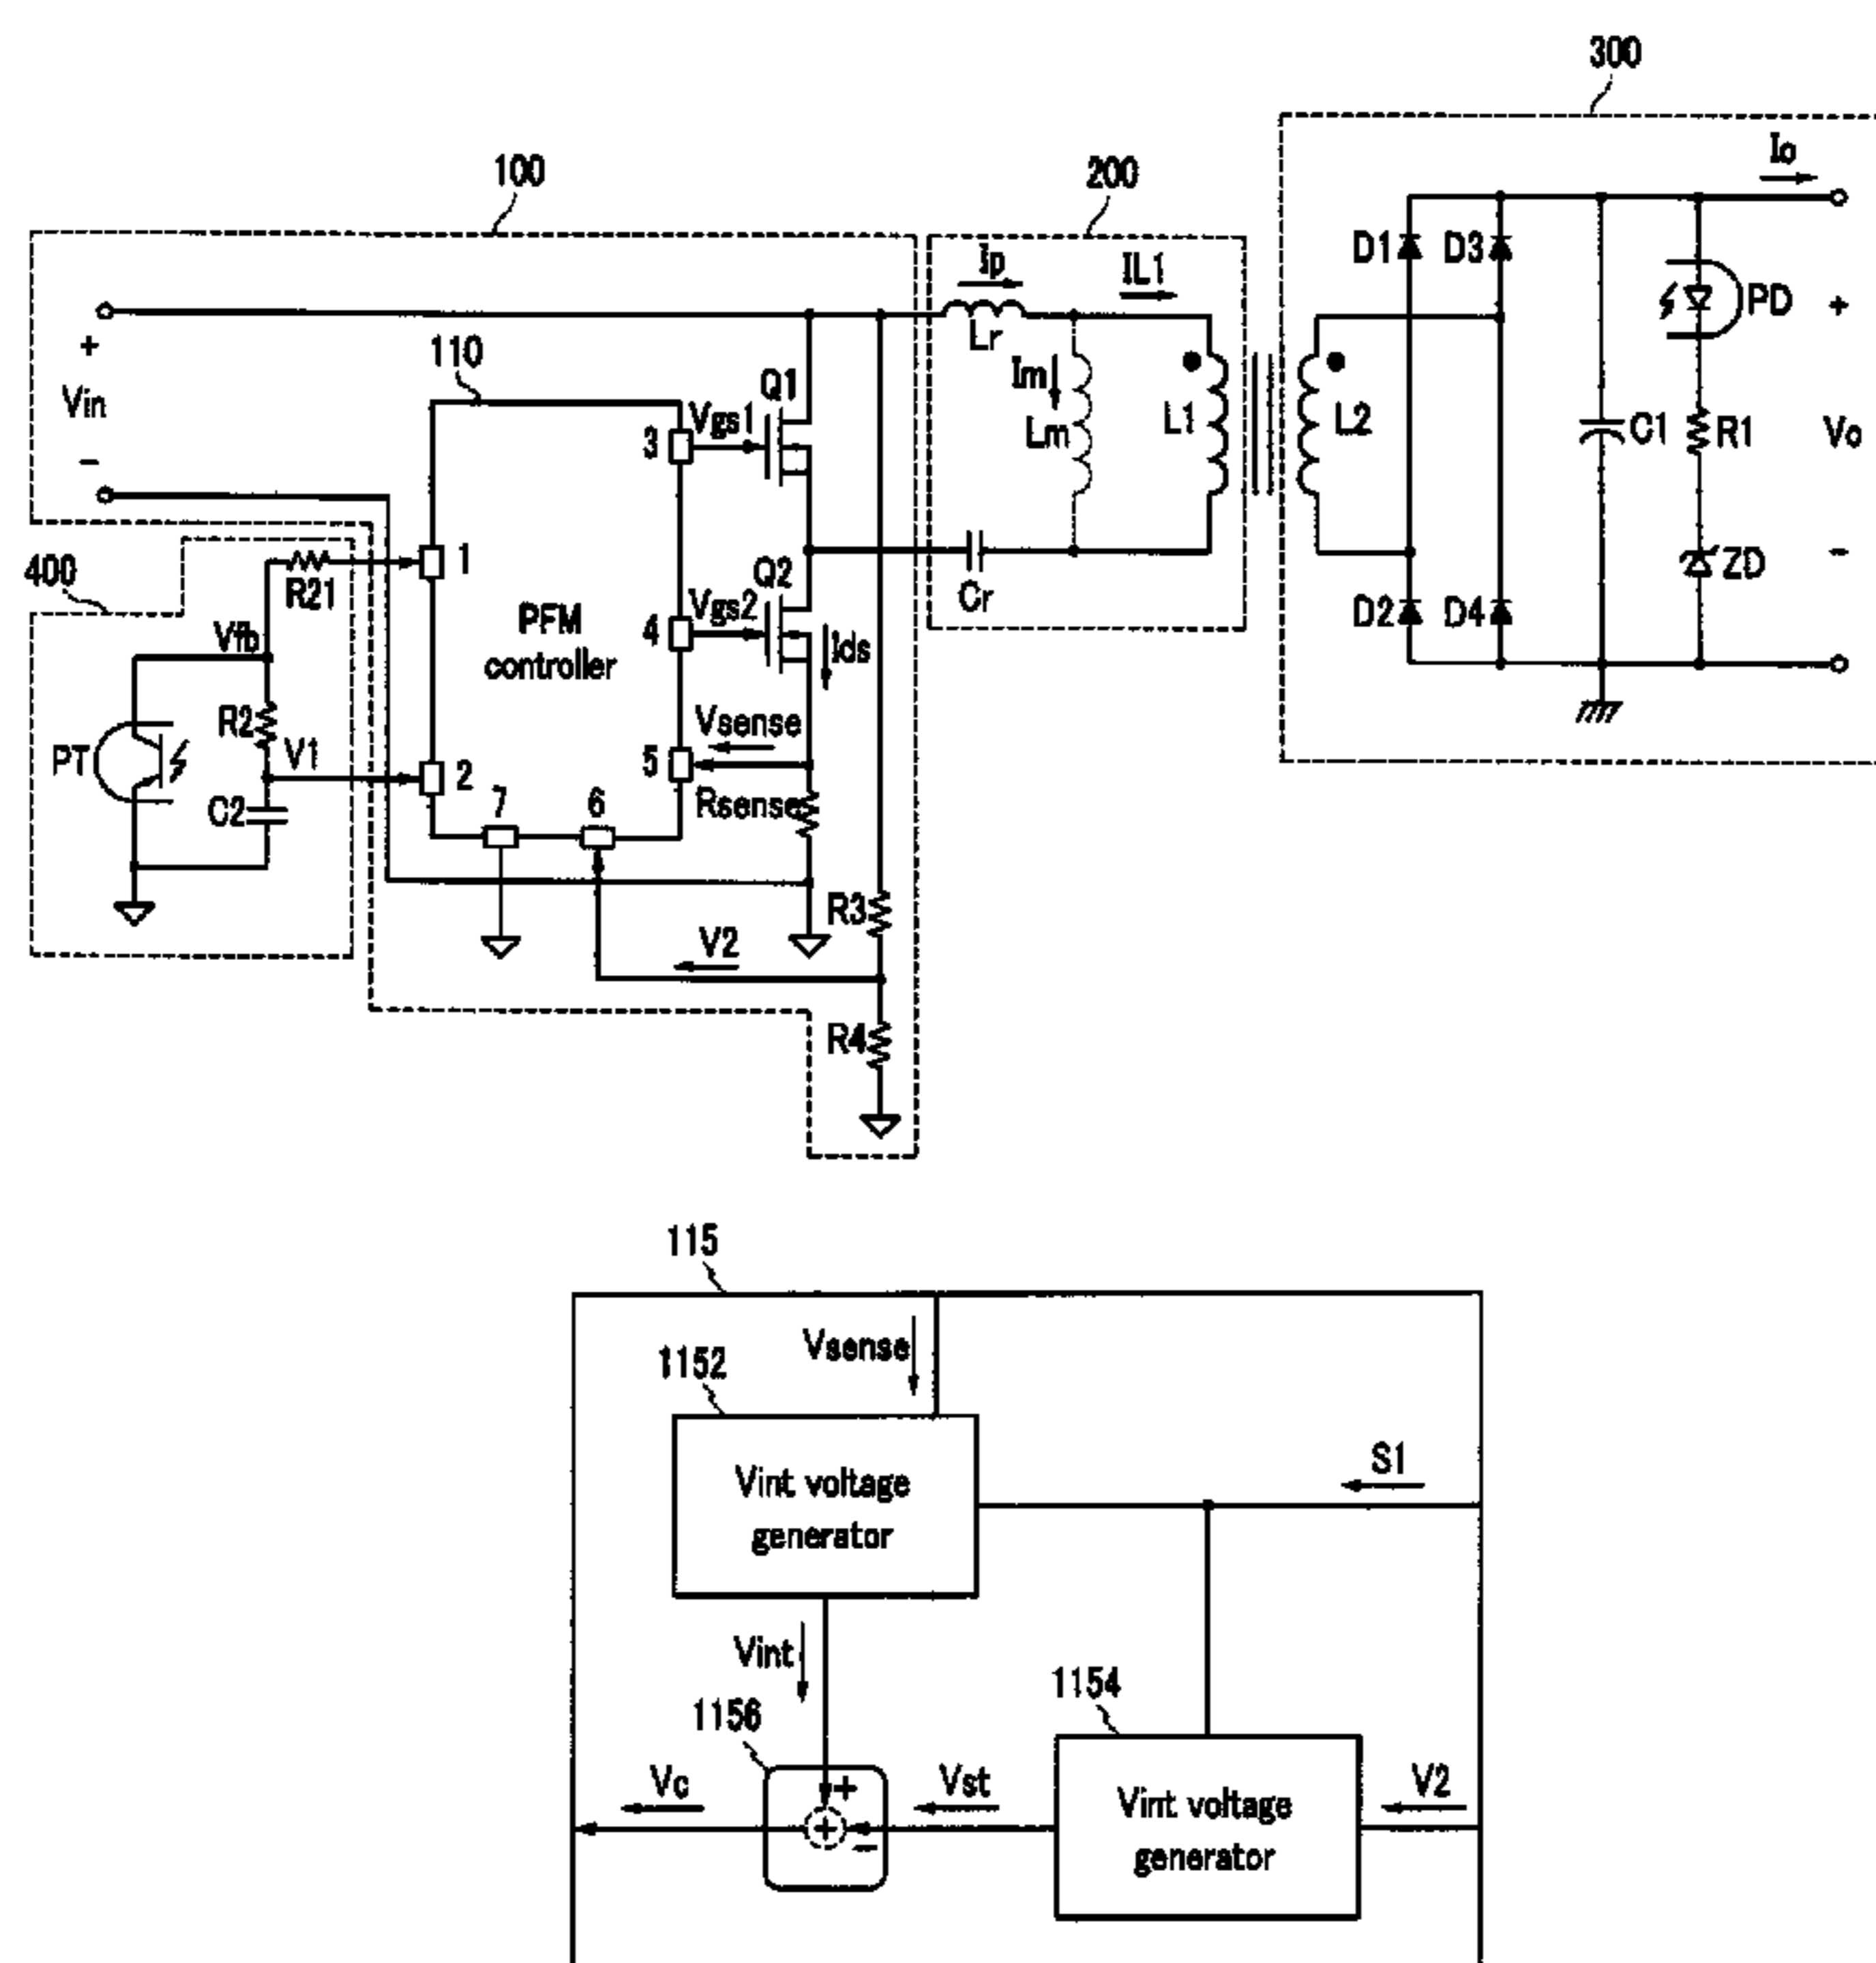 300
Io
100
200
Ip
IL1
D1
D3
PD
+
+
Lr
110
Vin
Q1
Im
Vgs1
3
Lm
L1
L2
C1
R1
Vo
−
1
Q2
−
ZD
400
R21
Cr
Vgs2
D2
D4
PFM
controller
4
Vfb
Ids
R2
Vsense
V1
PT
2
5
7
6
Rsense
C2
R3
V2
R4
115
Vsense
1152
S1
Vint voltage
generator
Vint
1154
1156
Vc
+
Vst
V2
Vint voltage
generator
+
−